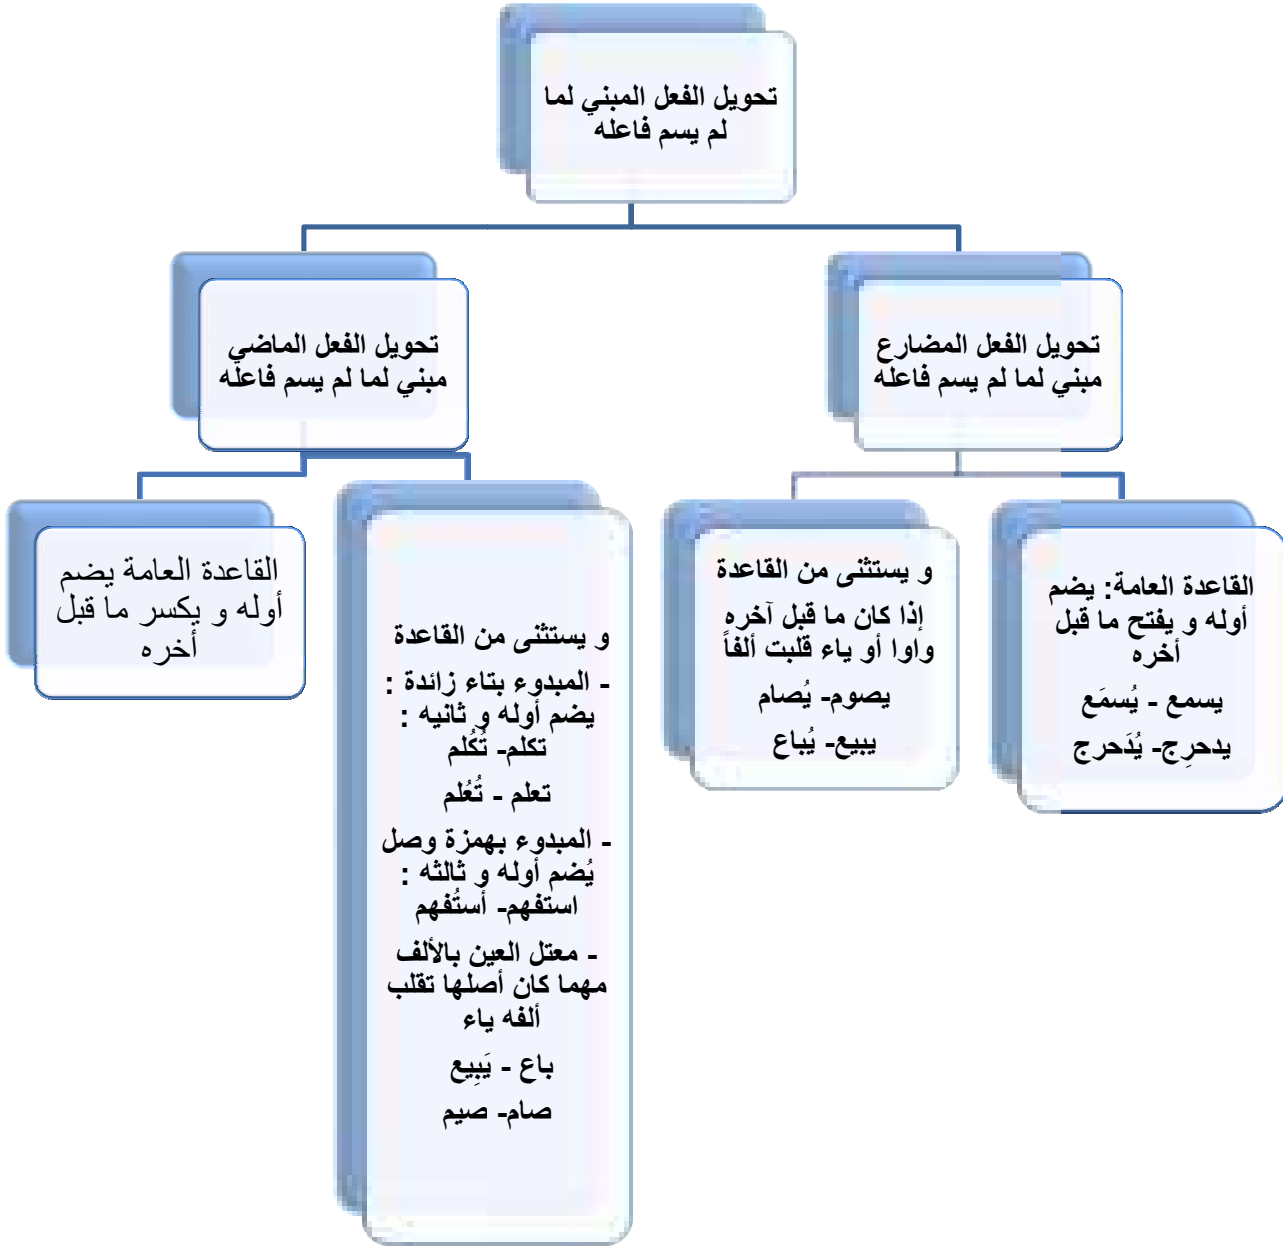 تحويل الفعل المبني لما
لم يسم فاعله
تحويل الفعل المضارع
مبني لما لم يسم فاعله
تحويل الفعل الماضي
مبني لما لم يسم فاعله
القاعدة العامة: يضم
أوله و يفتح ما قبل
أخره
يسمع - يُسمَع
يدحرِج- يُدَحرج
و يستثنى من القاعدة
إذا كان ما قبل آخره
واوا أو ياء قلبت ألفاً
يصوم- يُصام
يبيع- يُباع
و يستثنى من القاعدة
- المبدوء بتاء زائدة :
يضم أوله و ثانيه :
تكلم- تُكُلم
تعلم - تُعُلم
- المبدوء بهمزة وصل
يُضم أوله و ثالثه :
استفهم- أستُفهم
- معتل العين بالألف
مهما كان أصلها تقلب
ألفه ياء
باع - يَبِيع
صام- صيم
القاعدة العامة يضم
أوله و يكسر ما قبل
أخره